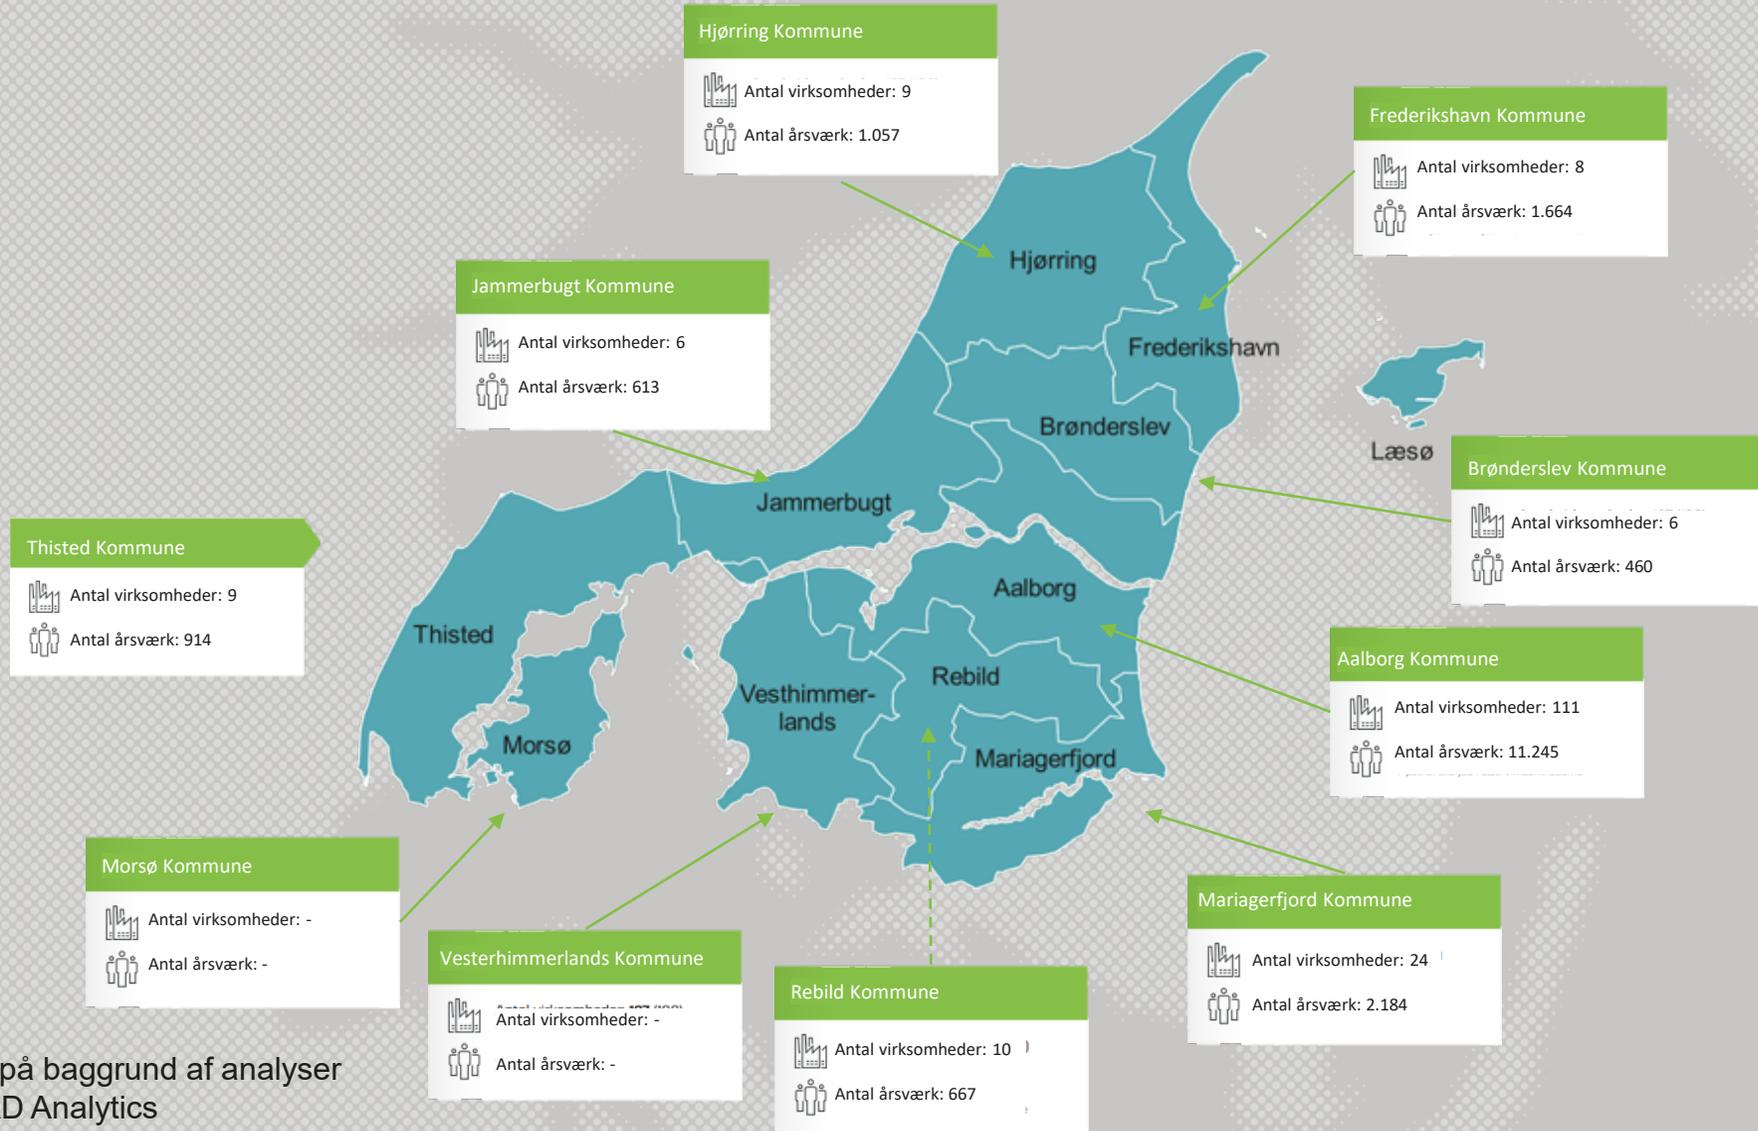 Hjørring Kommune
Antal virksomheder: 9
Antal årsværk: 1.057
Frederikshavn Kommune
Antal virksomheder: 8
Antal årsværk: 1.664
Jammerbugt Kommune
Antal virksomheder: 6
Antal årsværk: 613
Hjørring
Frederikshavn
Brønderslev
Læsø
Brønderslev Kommune
Antal virksomheder: 6
Antal årsværk: 460
Jammerbugt
Thisted Kommune
Antal virksomheder: 9
Antal årsværk: 914
Aalborg
Thisted
Rebild
Vesthimmer-
lands
Morsø
Mariagerfjord
Aalborg Kommune
Antal virksomheder: 111
Antal årsværk: 11.245
Morsø Kommune
Antal virksomheder: -
Antal årsværk: -
Vesterhimmerlands Kommune
Antal virksomheder: -
Antal årsværk: -
Rebild Kommune
Antal virksomheder: 10
Antal årsværk: 667
Mariagerfjord Kommune
Antal virksomheder: 24
Antal årsværk: 2.184
på baggrund af analyser
D Analytics